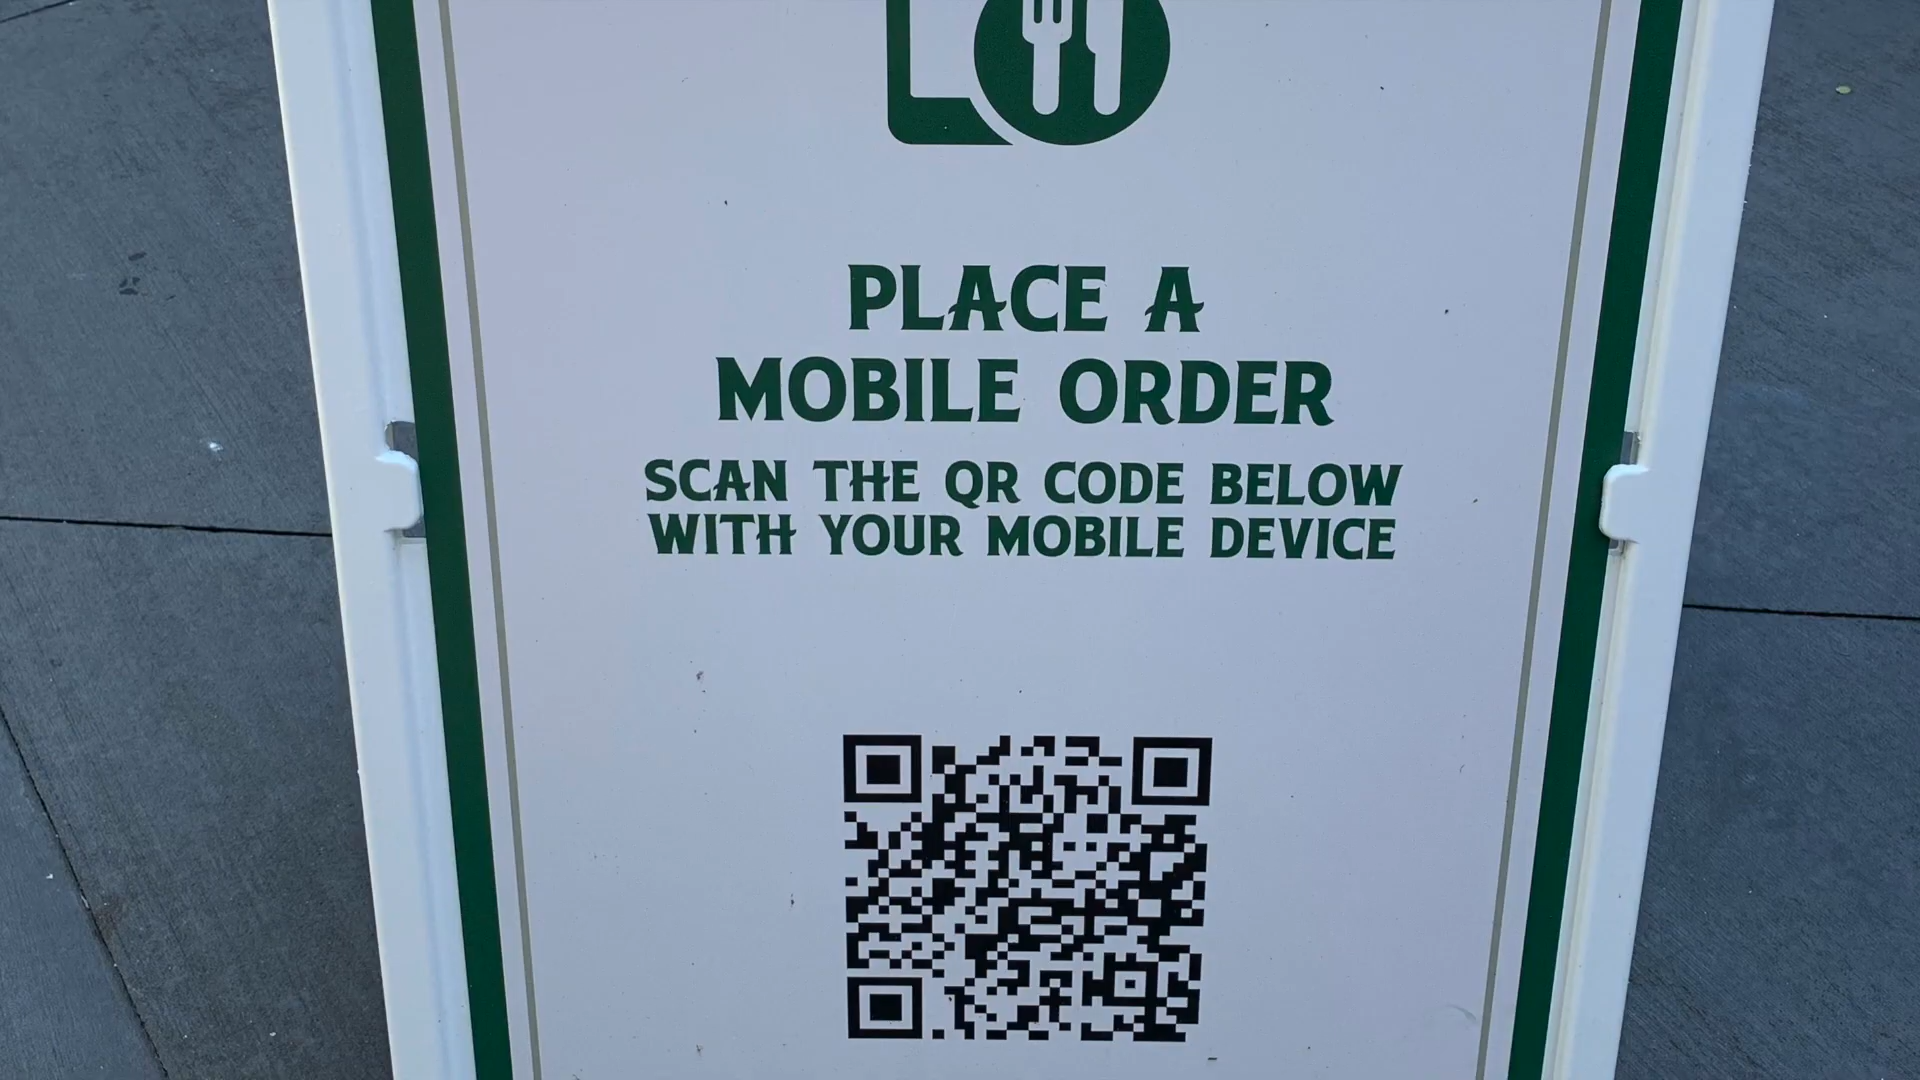 PLACE A
MOBILE ORDER
SCAN THE QR CODE BELOW
WITH YOUR MOBILE DEVICE